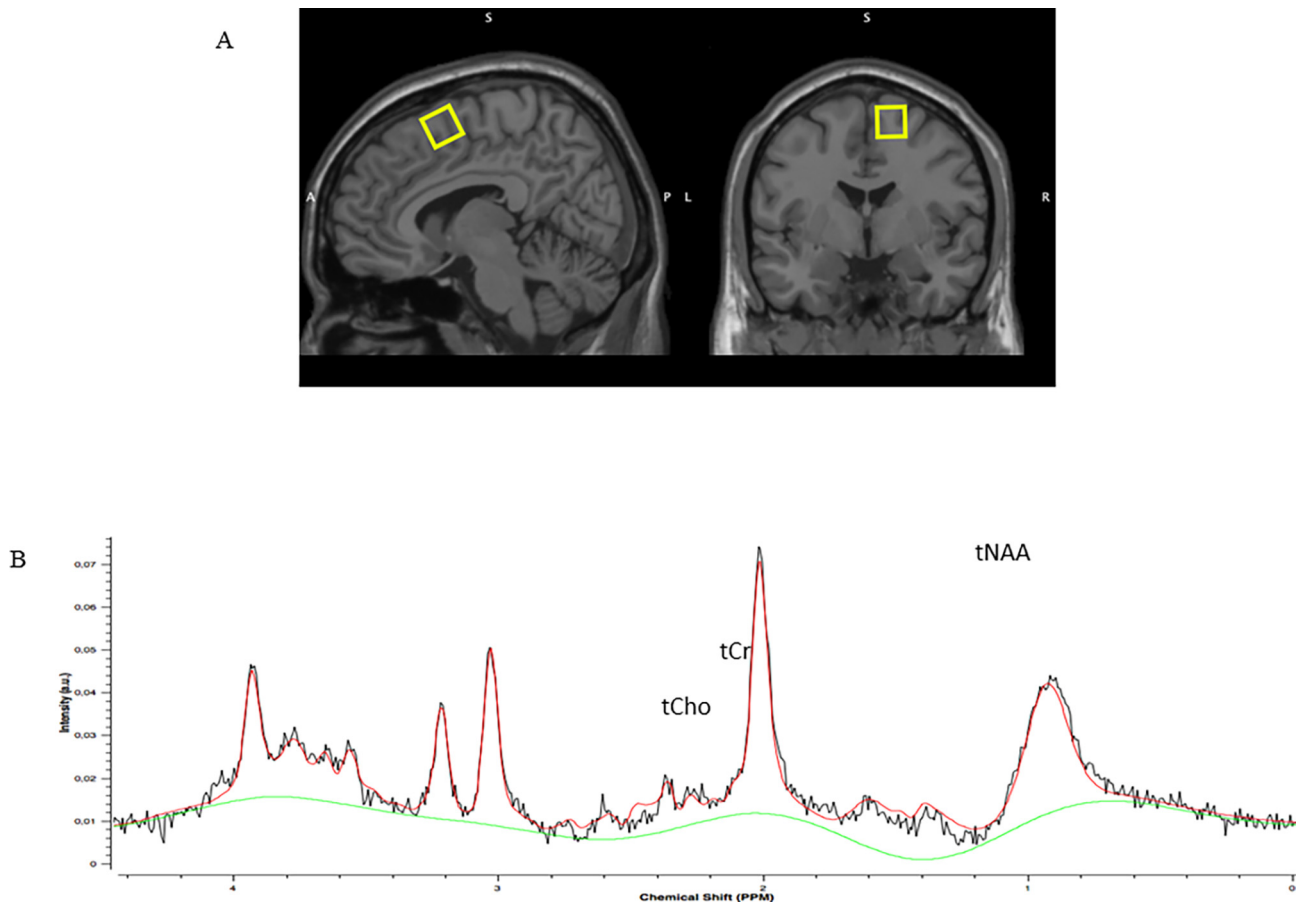 A
S
S
A
P
L
R
B
tNAA
tCr
tCho
Intensity (a.u.)
0,07
0,06
0,05
0,04
0,03
0,02
0,01
0
4
3
2
1
0
Chemical Shift (PPM)